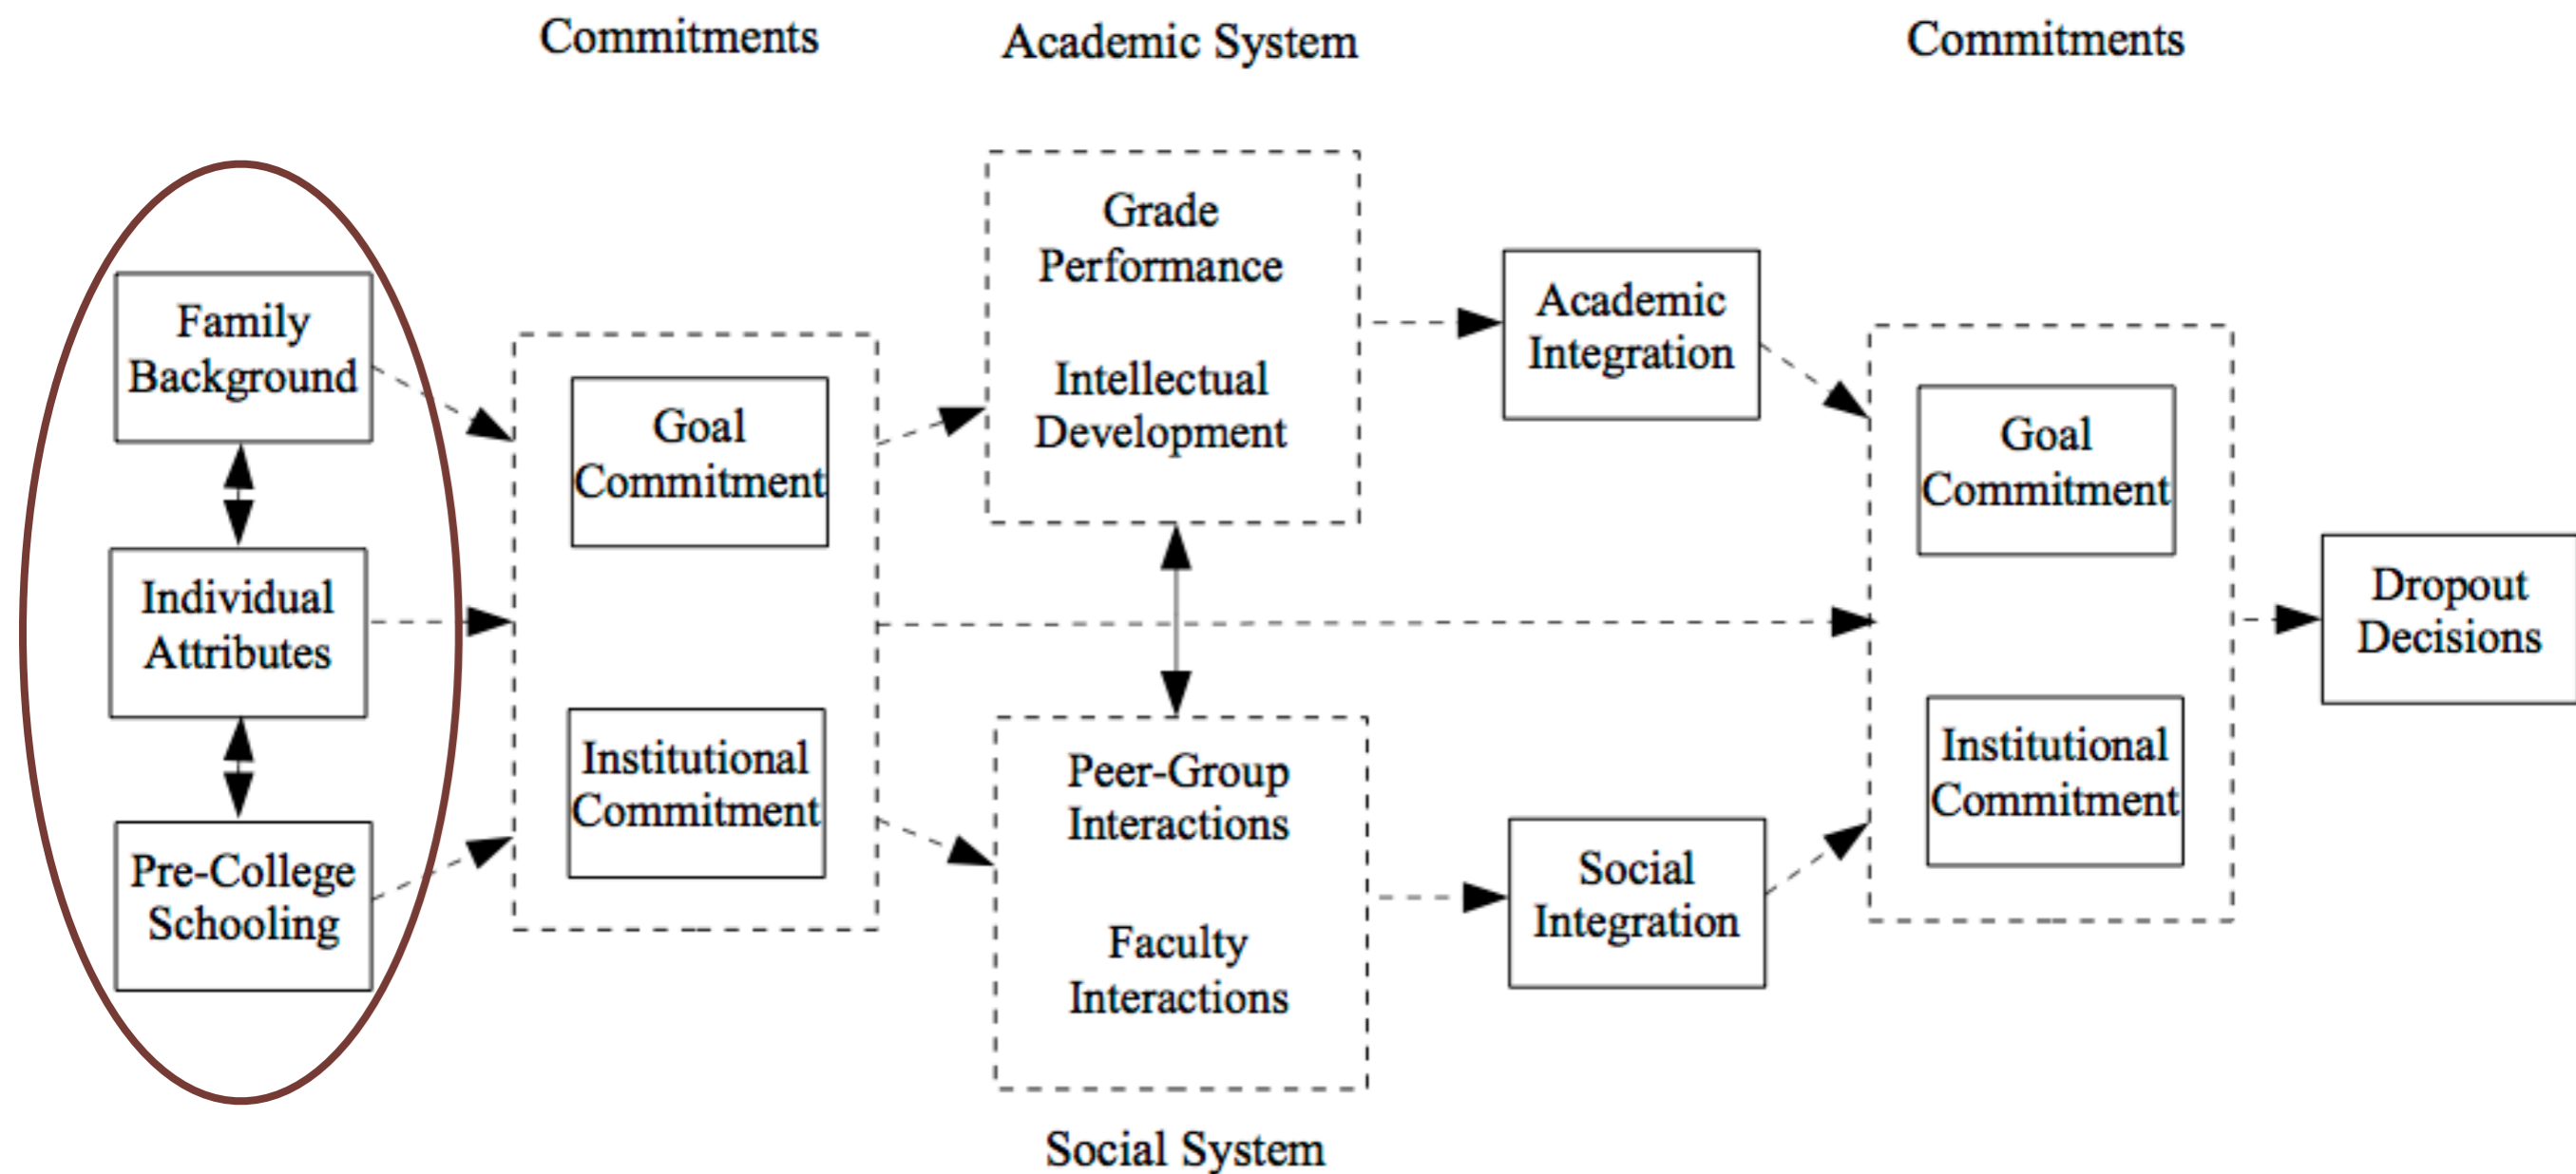 Commitments
Academic System
Commitments
Family
Background
Individual
Attributes
Pre-College
Schooling
Goal
Commitment
Institutional
Commitment
Grade
Performance
Intellectual
Development
Peer-Group
Interactions
Faculty
Interactions
Social System
Academic
Integration
Social
Integration
Goal
Commitment
Institutional
Commitment
Dropout
Decisions